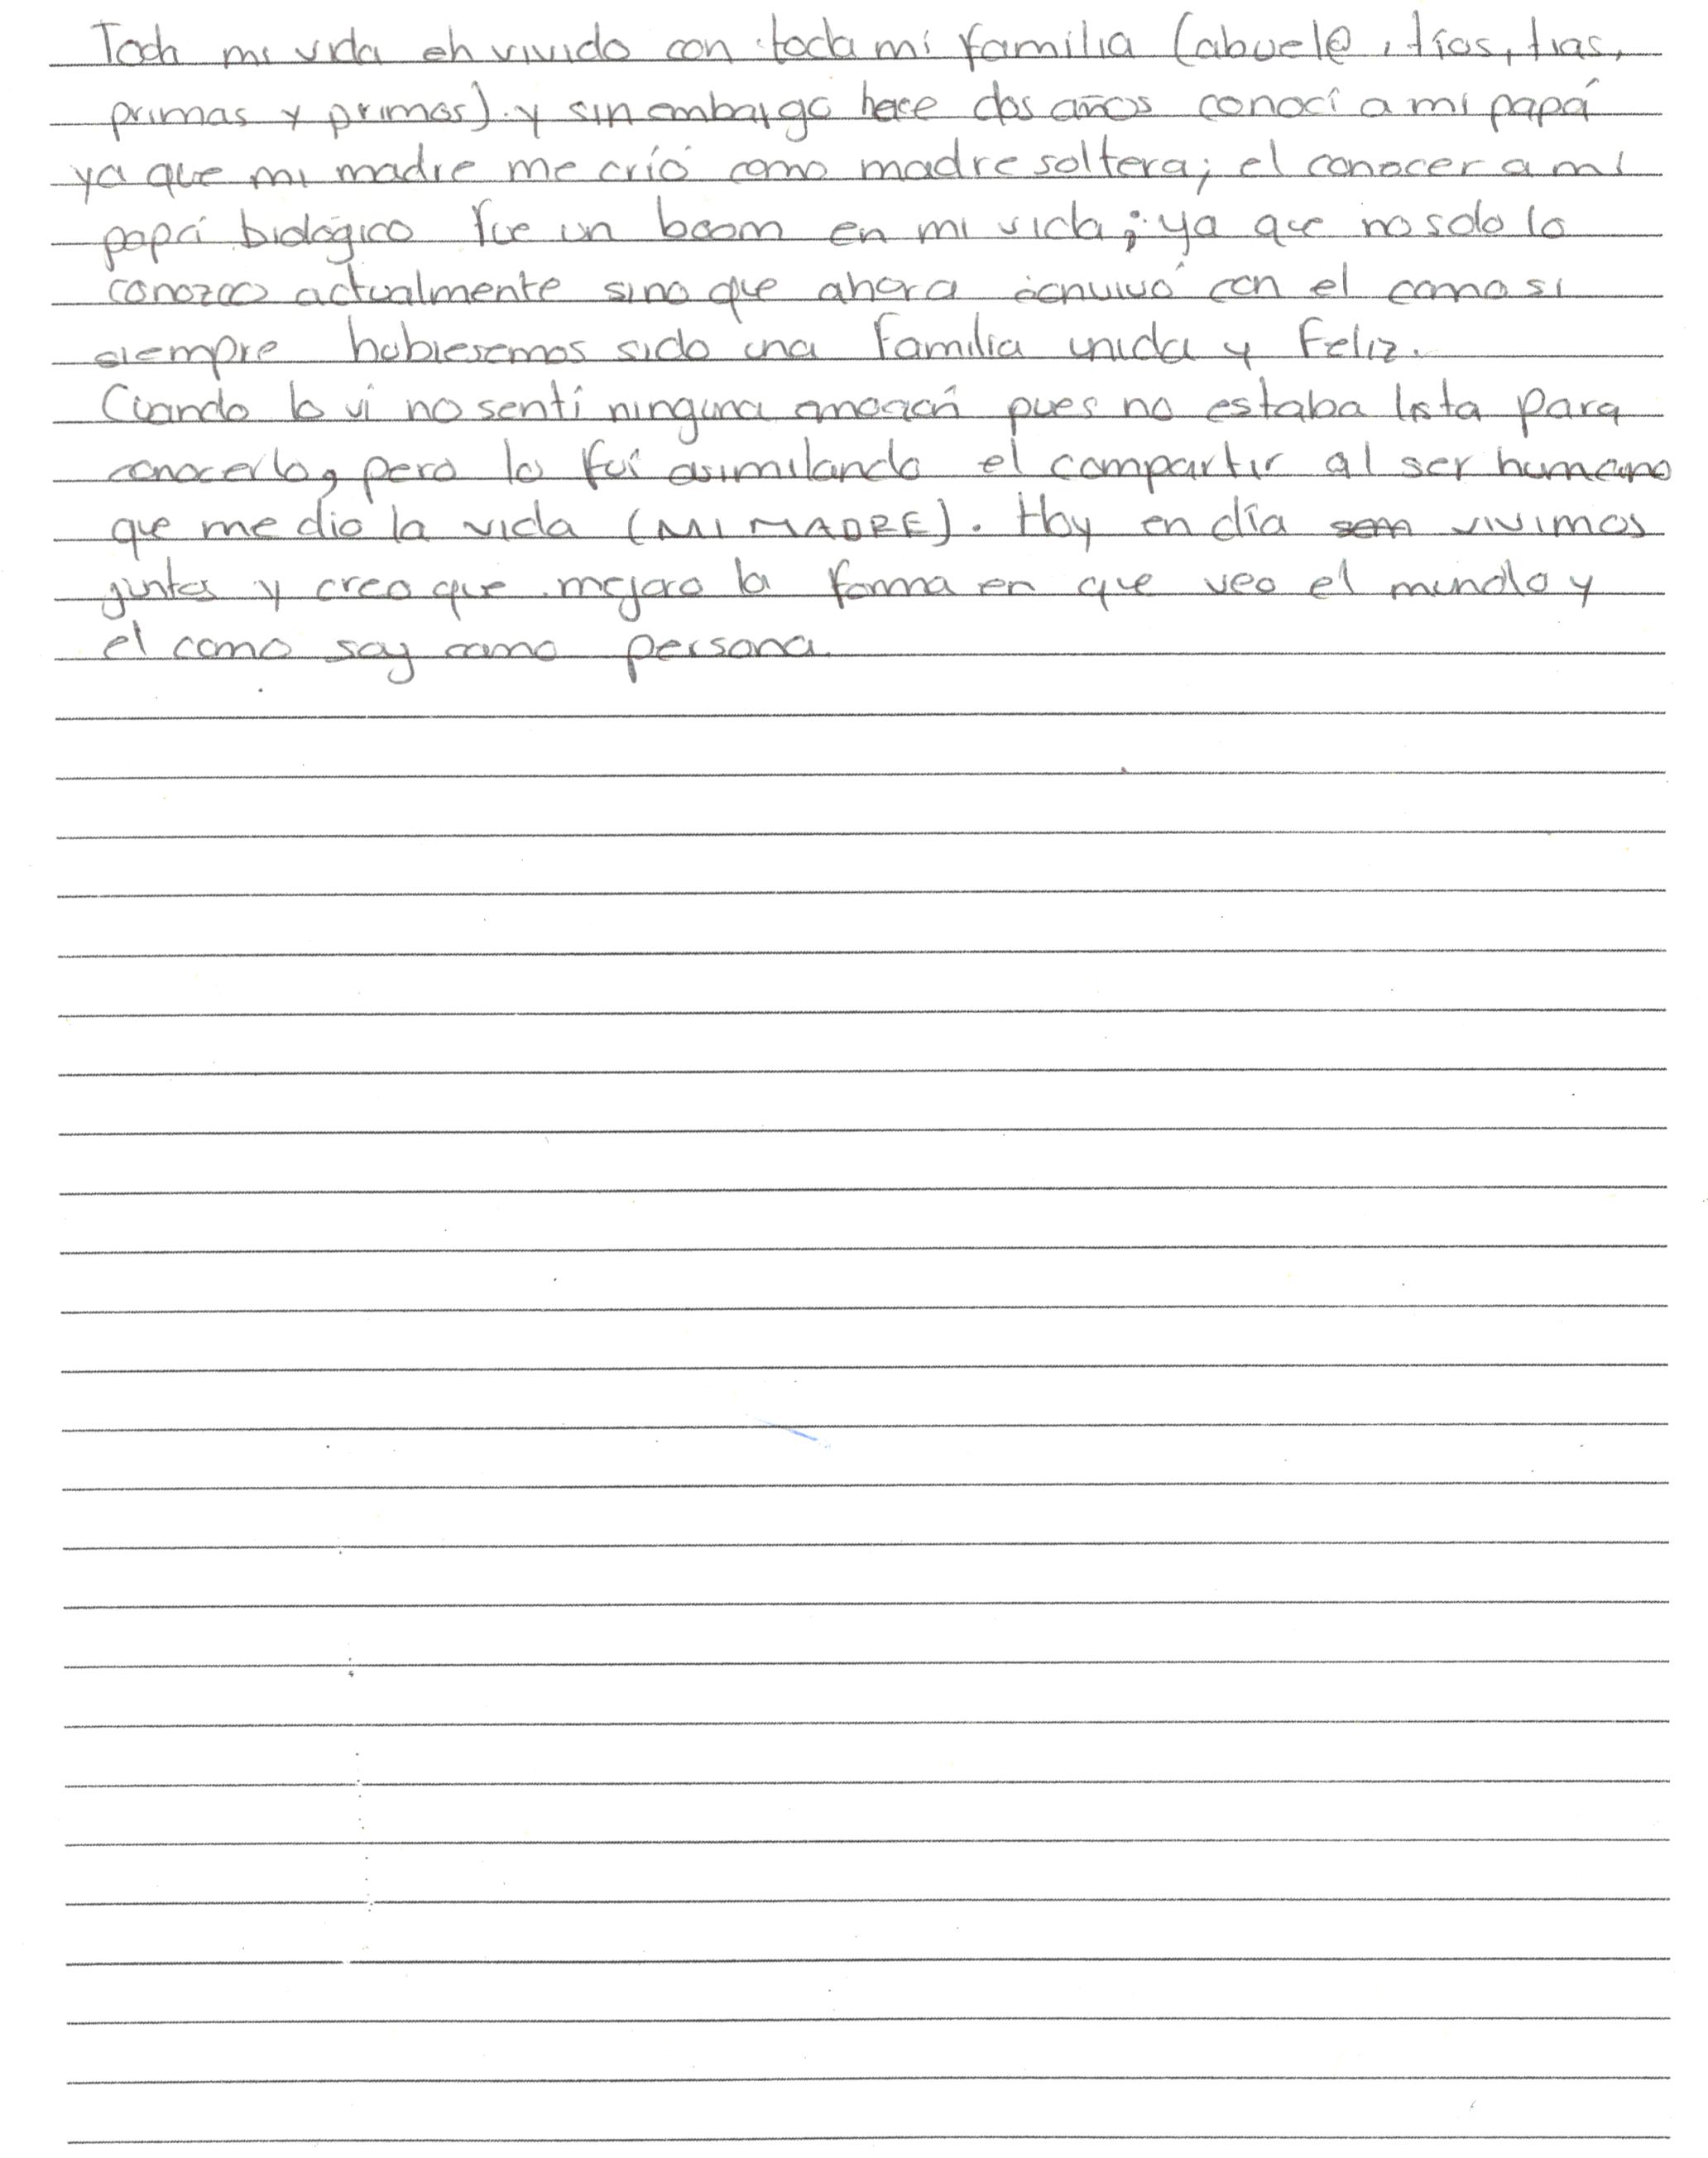 Toda mi vida eh vivido con toda mi familia (abuel@, tíos, tias,
primas y primos). y sin embargo hace dos años conocí a mi papá
ya que mi madre me crió como madre soltera; el conocer a mi
papá biológico fue un boom en mi vida; ya que no solo lo
conozco actualmente sino que ahora convivo con el como si
siempre hubiesemos sido una familia unida y feliz.
Cuando lo vi no sentí ninguna emoción pues no estaba lista para
conocerlo, pero lo fui asimilando el compartir al ser humano
que me dio la vida (MI MADRE). Hoy en día vivimos
juntos y creo que mejoro la forma en que veo el mundo y
el como soy como persona.